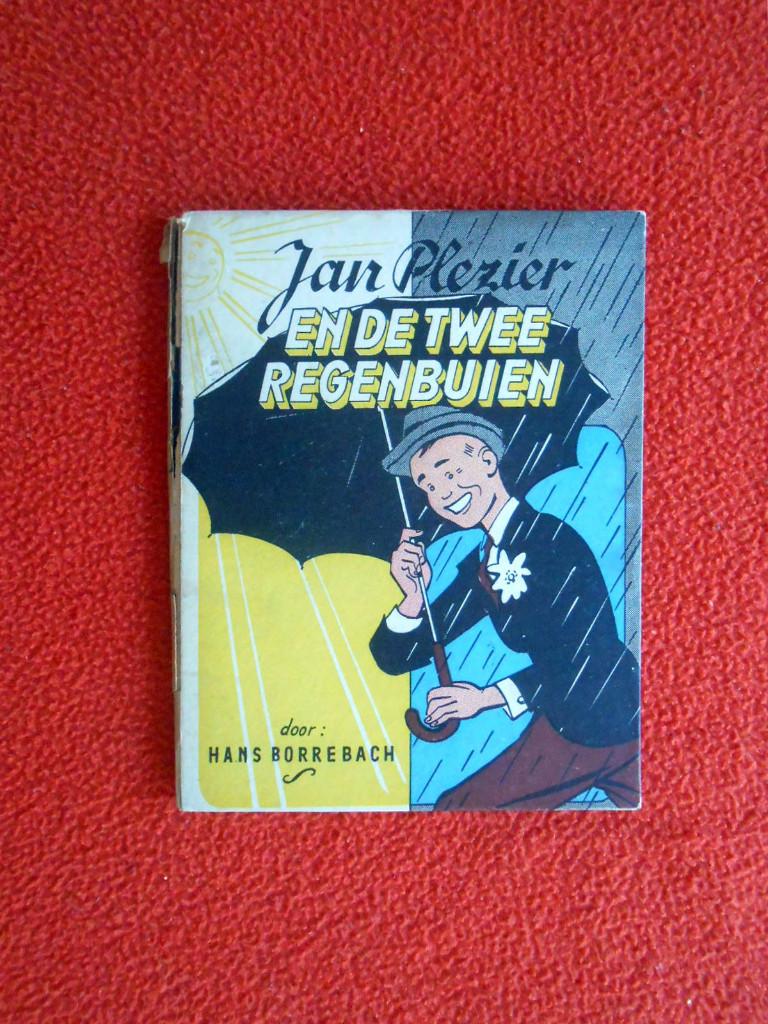 Jan Plezier
EN DE TWEE
REGENBUIEN
door:
HANS BORREBACH